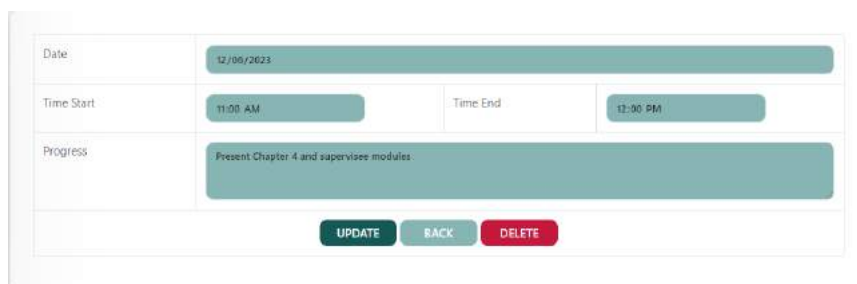 Date
12/06/2023
Time Start
11:00 AM
Time End
12:00 PM
Progress
Present Chapter 4 and supervisee modules
UPDATE
BACK
DELETE